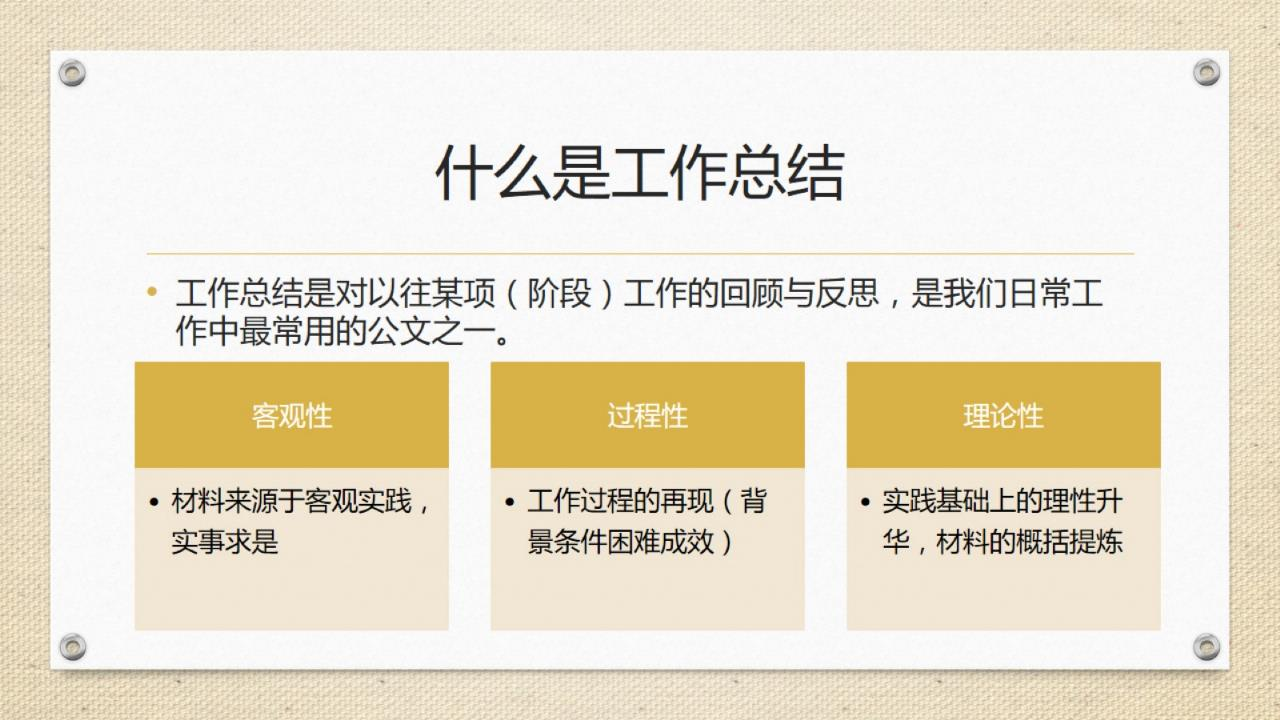 什么是工作总结
工作总结是对以往某项（阶段）工作的回顾与反思，是我们日常工
作中最常用的公文之一。
客观性
材料来源于客观实践，
实事求是
过程性
工作过程的再现（背
景条件困难成效）
理论性
实践基础上的理性升
华，材料的概括提炼